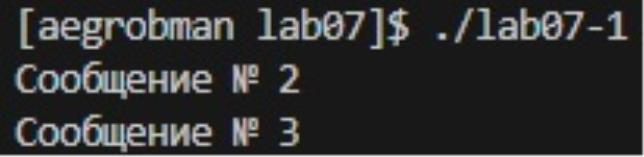 [aegrobman lab07]$ ./lab07-1
Сообщение № 2
Сообщение № 3